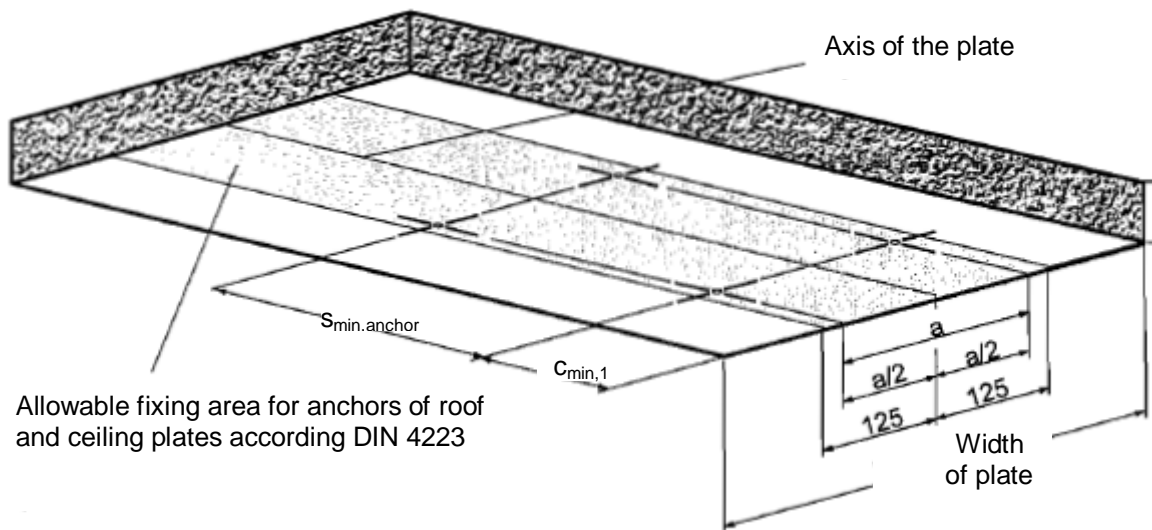 Axis of the plate
s_min.anchor
c_min,1
a
a/2 a/2
125 125
Allowable fixing area for anchors of roof
and ceiling plates according DIN 4223
Width
of plate